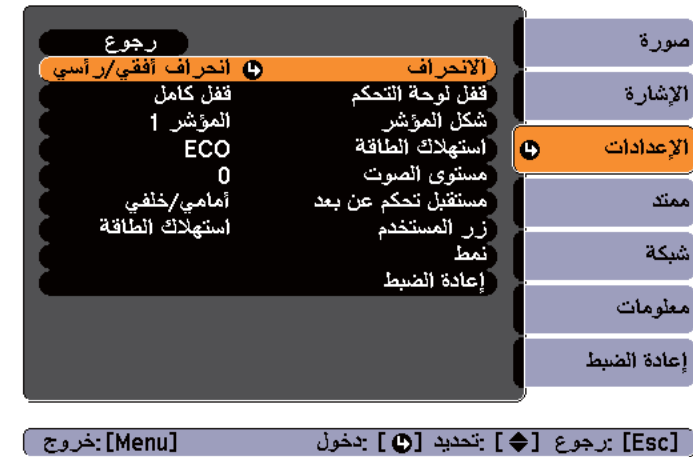 رجوع
الانحراف انحراف أفقي/رأسي
قفل لوحة التحكم قفل كامل
شكل المؤشر المؤشر 1
استهلاك الطاقة ECO
مستوى الصوت 0
مستقبل تحكم عن بعد أمامي/خلفي
زر المستخدم استهلاك الطاقة
نمط
إعادة الضبط
صورة
الإشارة
الإعدادات
ممتد
شبكة
معلومات
إعادة الضبط
[Esc] :رجوع [ ] :تحديد [ ] :دخول [Menu] :خروج